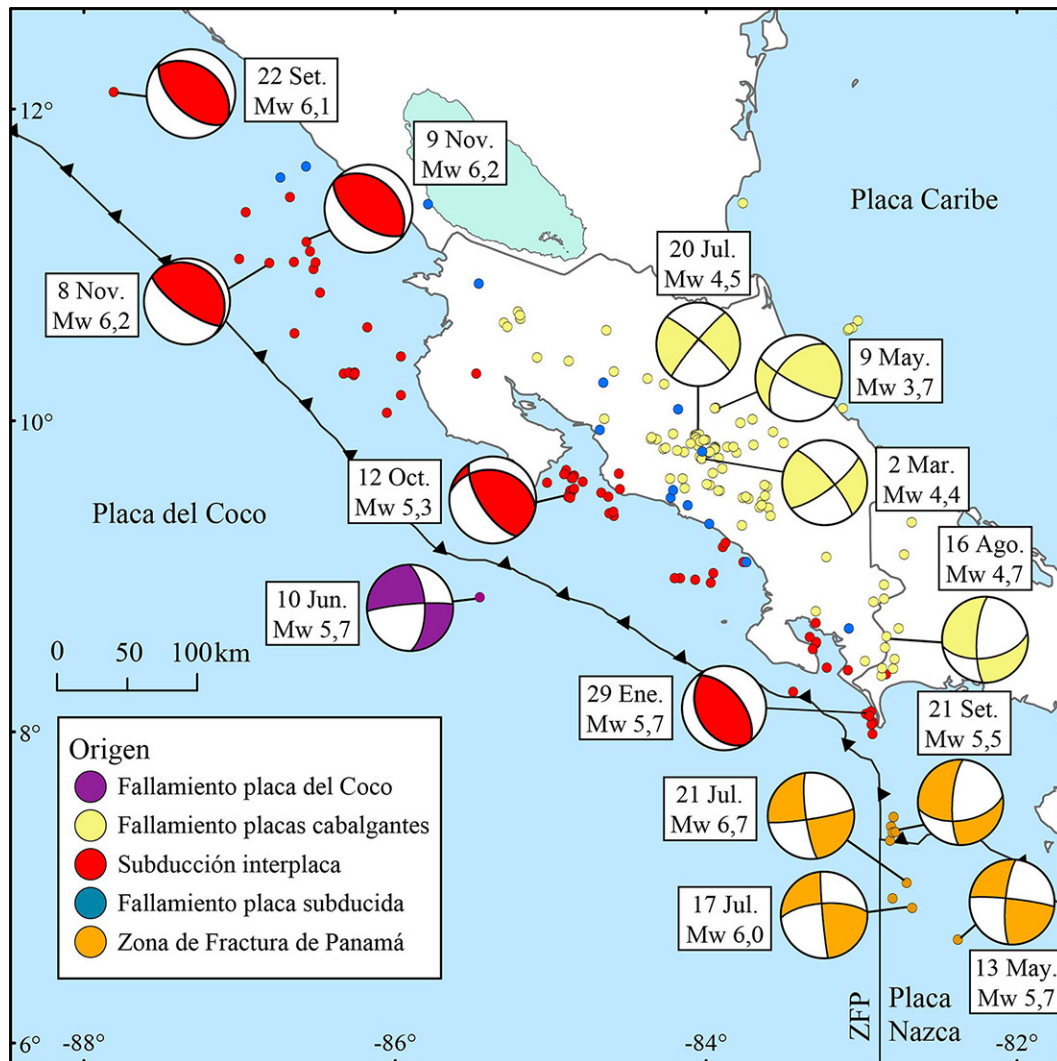 22 Set.
Mw 6,1
12°
9 Nov.
Mw 6,2
Placa Caribe
20 Jul.
Mw 4,5
8 Nov.
Mw 6,2
9 May.
Mw 3,7
10°
12 Oct.
Mw 5,3
2 Mar.
Mw 4,4
Placa del Coco
16 Ago.
Mw 4,7
10 Jun.
Mw 5,7
0 50 100 km
29 Ene.
Mw 5,7
21 Set.
Mw 5,5
8°
Origen
Fallamiento placa del Coco
Fallamiento placas cabalgantes
Subducción interplaca
Fallamiento placa subducida
Zona de Fractura de Panamá
21 Jul.
Mw 6,7
17 Jul.
Mw 6,0
13 May.
Mw 5,7
ZFP
Placa
Nazca
6°
-88° -86° -84° -82°